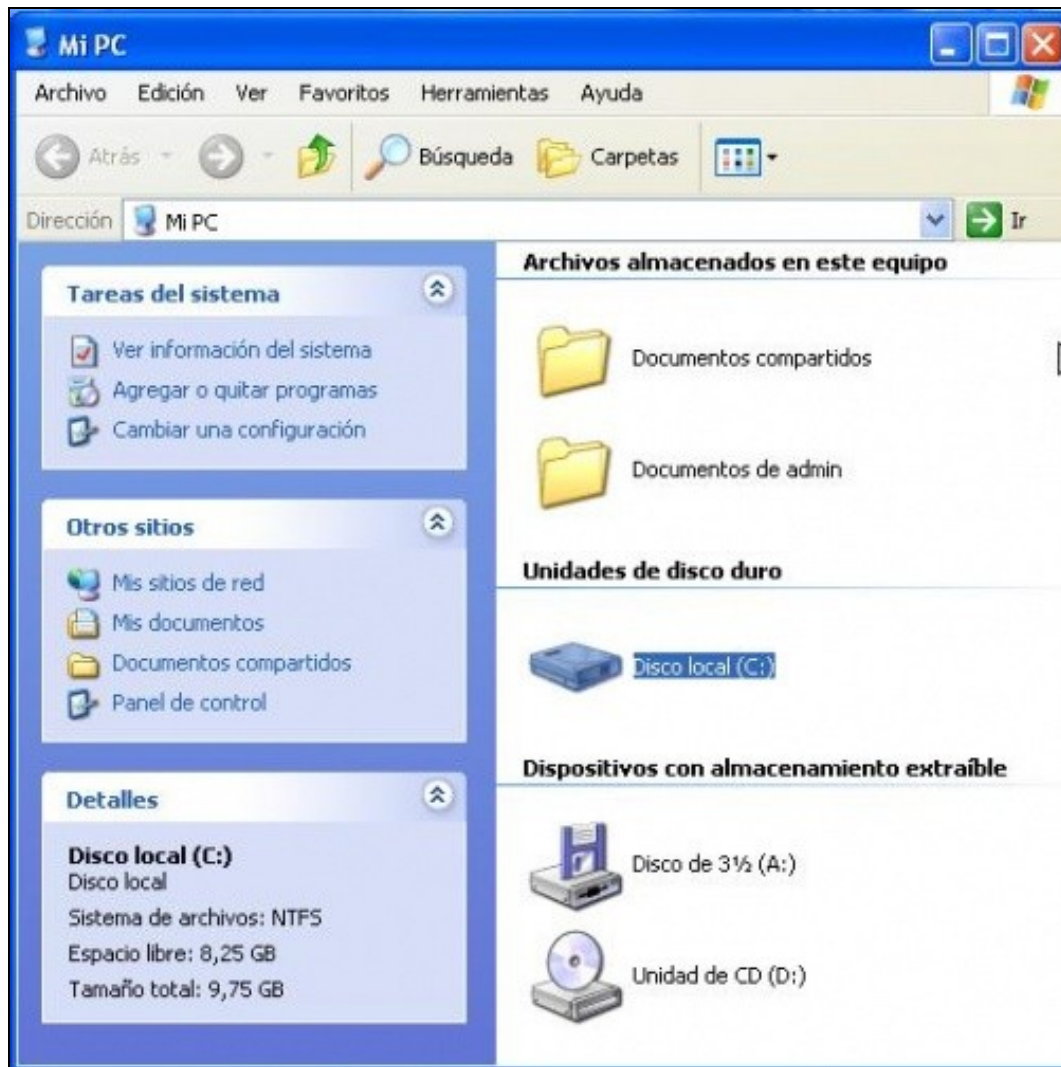 Mi PC
Archivo Edición Ver Favoritos Herramientas Ayuda
Atrás Búsqueda Carpetas
Dirección Mi PC Ir
Tareas del sistema
Ver información del sistema
Agregar o quitar programas
Cambiar una configuración
Otros sitios
Mis sitios de red
Mis documentos
Documentos compartidos
Panel de control
Detalles
Disco local (C:)
Disco local
Sistema de archivos: NTFS
Espacio libre: 8,25 GB
Tamaño total: 9,75 GB
Archivos almacenados en este equipo
Documentos compartidos
Documentos de admin
Unidades de disco duro
Disco local (C:)
Dispositivos con almacenamiento extraíble
Disco de 3½ (A:)
Unidad de CD (D:)